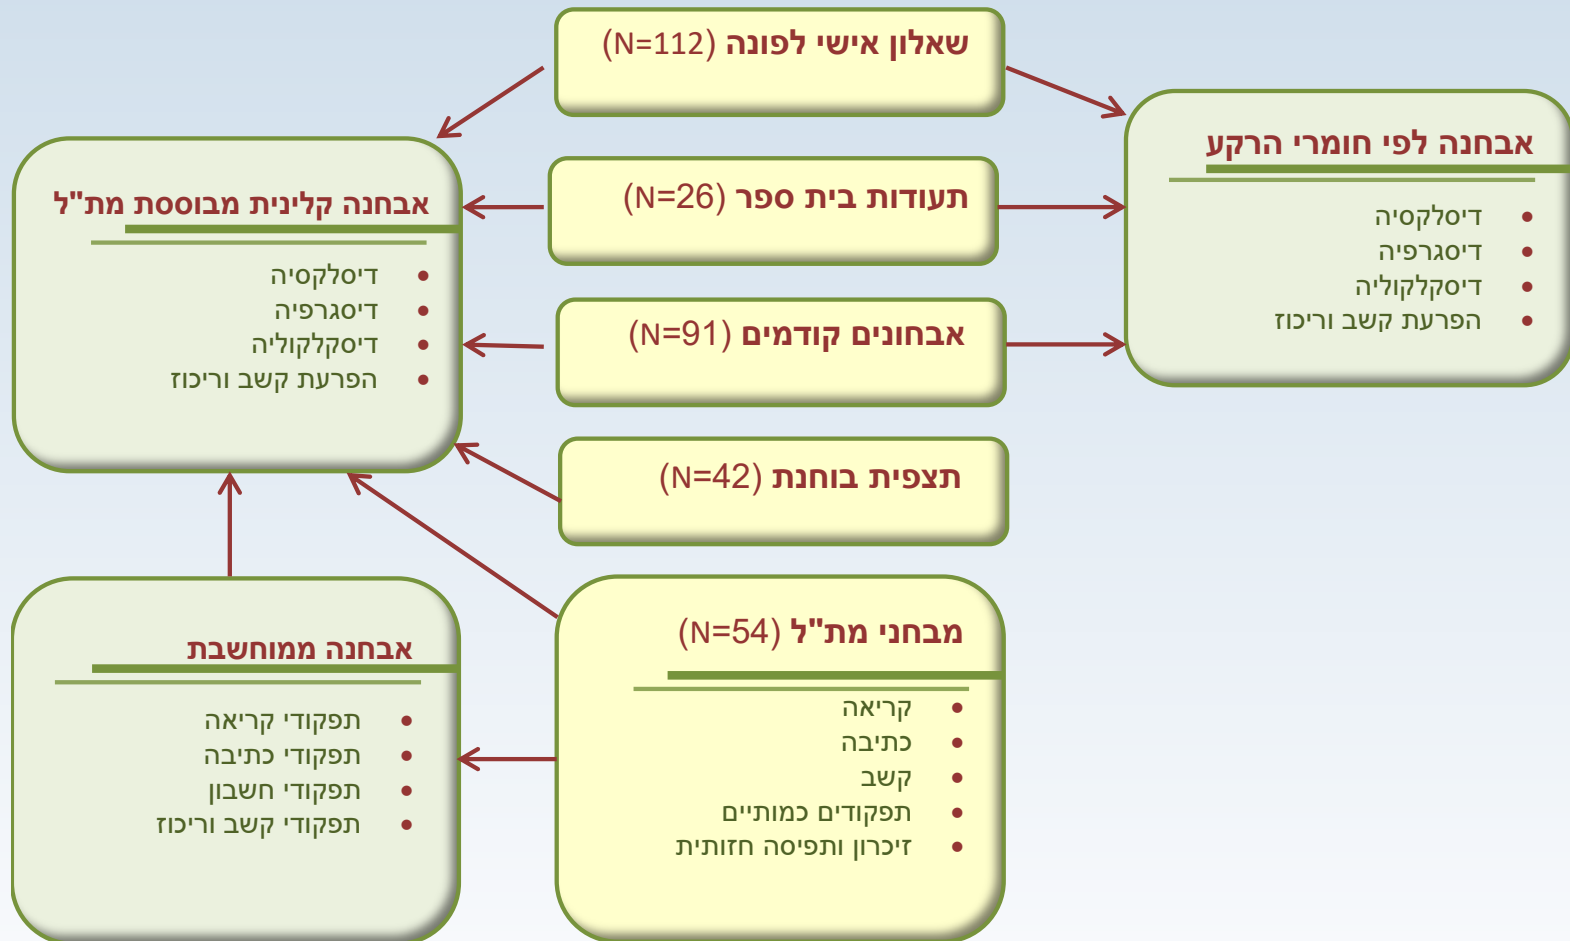 שאלון אישי לפונה (N=112)
אבחנה לפי חומרי הרקע
• דיסלקסיה
• דיסגרפיה
• דיסקלקוליה
• הפרעת קשב וריכוז
תעודות בית ספר (N=26)
אבחונים קודמים (N=91)
תצפית בוחנת (N=42)
אבחנה קלינית מבוססת מת"ל
• דיסלקסיה
• דיסגרפיה
• דיסקלקוליה
• הפרעת קשב וריכוז
מבחני מת"ל (N=54)
• קריאה
• כתיבה
• קשב
• תפקודים כמותיים
• זיכרון ותפיסה חזותית
אבחנה ממוחשבת
• תפקודי קריאה
• תפקודי כתיבה
• תפקודי חשבון
• תפקודי קשב וריכוז